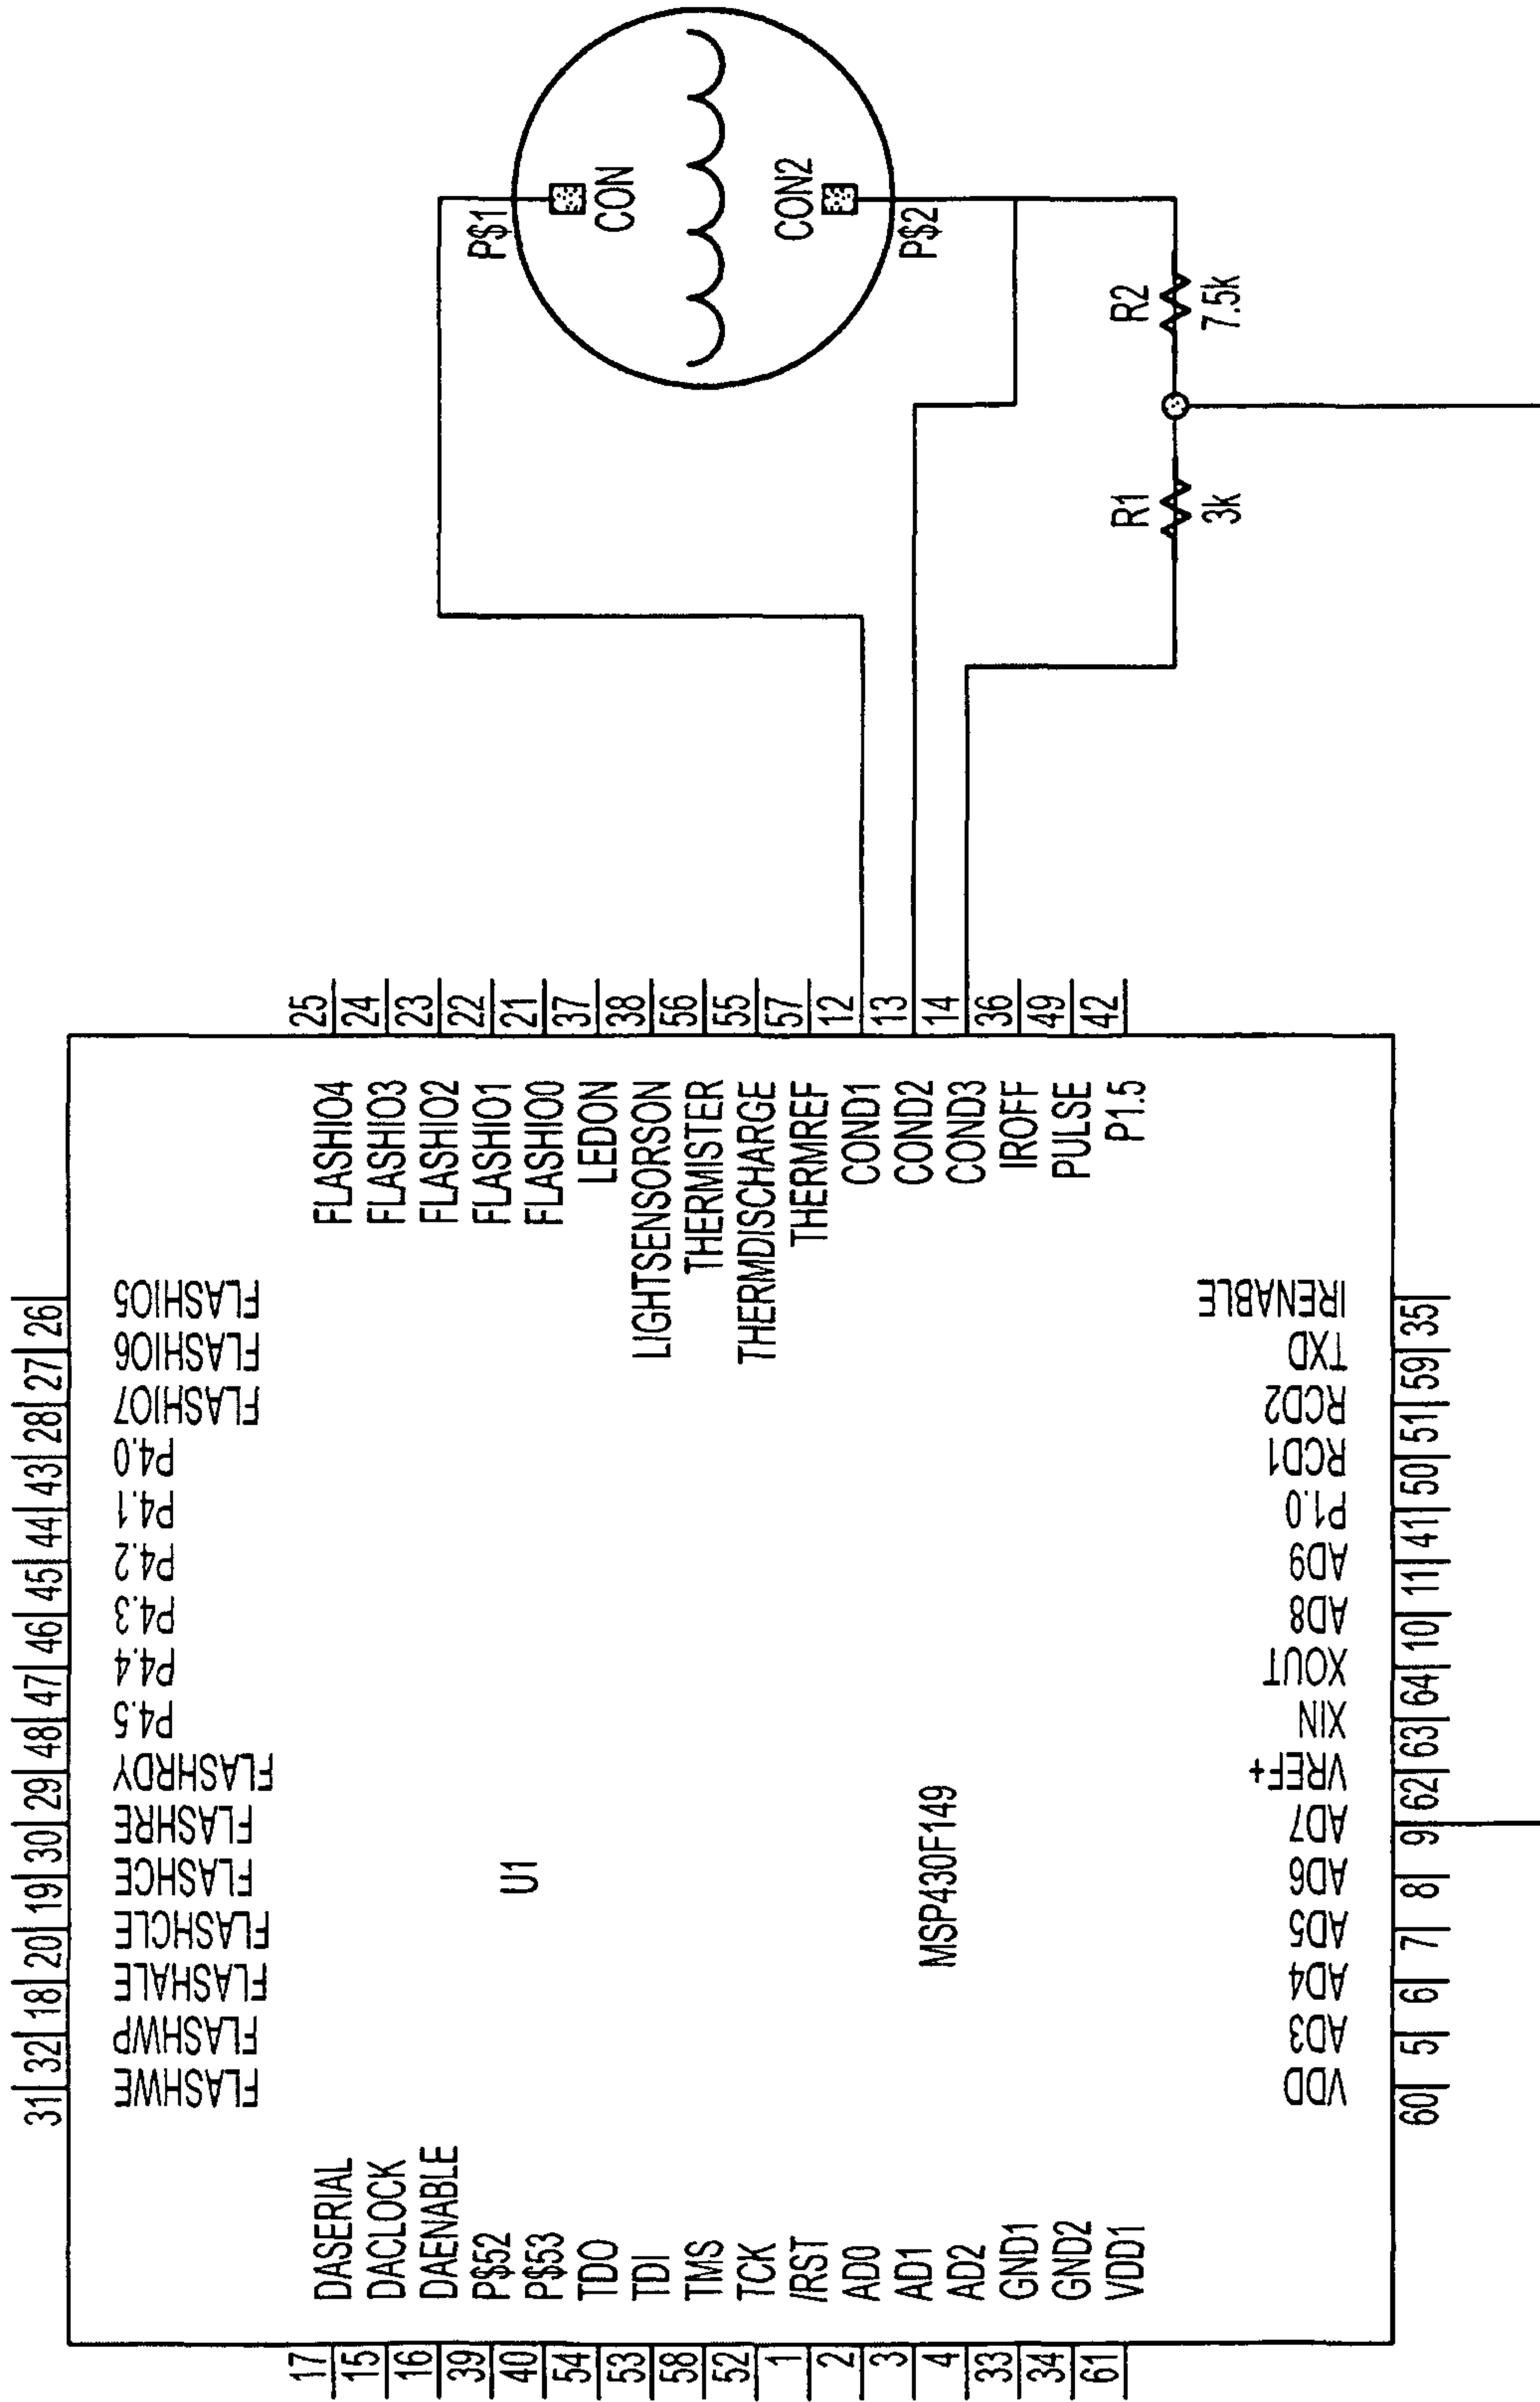 25 FLASHIO4
24 FLASHIO3
23 FLASHIO2
22 FLASHIO1
21 FLASHIO0
37 LEDON
38 LIGHTSENSORSON
56 THERMISTER
55 THERMDISCHARGE
57 THERMREF
12 COND1
13 COND2
14 COND3
36 IROFF
49 PULSE
42 P1.5
26 FLASHIO5
27 FLASHIO6
28 FLASHIO7
43 P4.0
44 P4.1
45 P4.2
46 P4.3
47 P4.4
48 P4.5
29 FLASHRDY
30 FLASHRE
19 FLASHCE
20 FLASHCLE
18 FLASHALE
32 FLASHWP
31 FLASHWE
35 IRENABLE
59 TXD
51 RCD2
50 RCD1
41 P1.0
11 AD9
10 AD8
64 XOUT
63 XIN
62 VREF+
9 AD7
8 AD6
7 AD5
6 AD4
5 AD3
60 VDD
17 DASERIAL
15 DACLOCK
16 DAENABLE
39 P$52
40 P$53
54 TDO
53 TDI
58 TMS
52 TCK
1 /RST
2 AD0
3 AD1
4 AD2
33 GND1
34 GND2
61 VDD1
U1
MSP430F149
P$1
CON
CON2
P$2
R1
3k
R2
7.5k